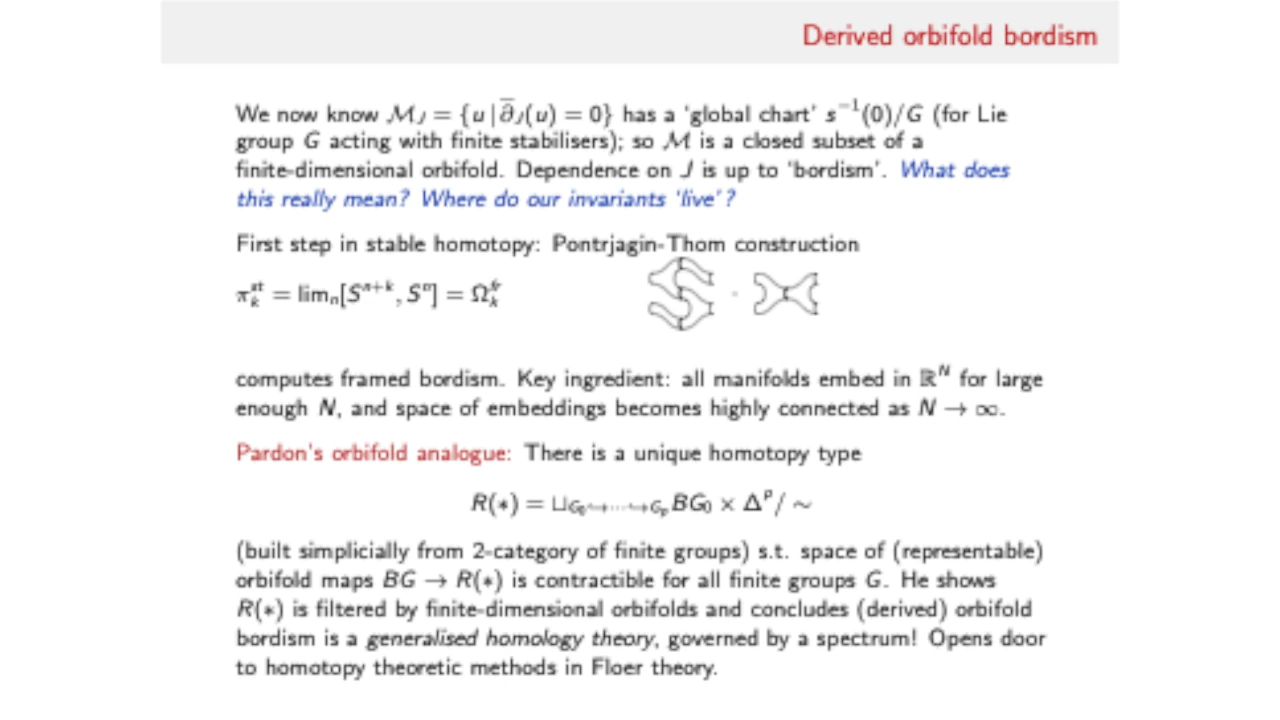 Derived orbifold bordism
We now know ℳ_J = {u | ∂̄_J(u) = 0} has a 'global chart' s⁻¹(0)/G (for Lie
group G acting with finite stabilisers); so ℳ is a closed subset of a
finite-dimensional orbifold. Dependence on J is up to 'bordism'. What does
this really mean? Where do our invariants 'live'?
First step in stable homotopy: Pontrjagin-Thom construction
π_k^{st} = lim_n[S^{n+k}, S^n] = Ω_k^{fr}
computes framed bordism. Key ingredient: all manifolds embed in ℝ^N for large
enough N, and space of embeddings becomes highly connected as N → ∞.
Pardon's orbifold analogue: There is a unique homotopy type
R(∗) = ⊔_{G_0↪···↪G_p} BG_0 × Δ^p / ∼
(built simplicially from 2-category of finite groups) s.t. space of (representable)
orbifold maps BG → R(∗) is contractible for all finite groups G. He shows
R(∗) is filtered by finite-dimensional orbifolds and concludes (derived) orbifold
bordism is a generalised homology theory, governed by a spectrum! Opens door
to homotopy theoretic methods in Floer theory.